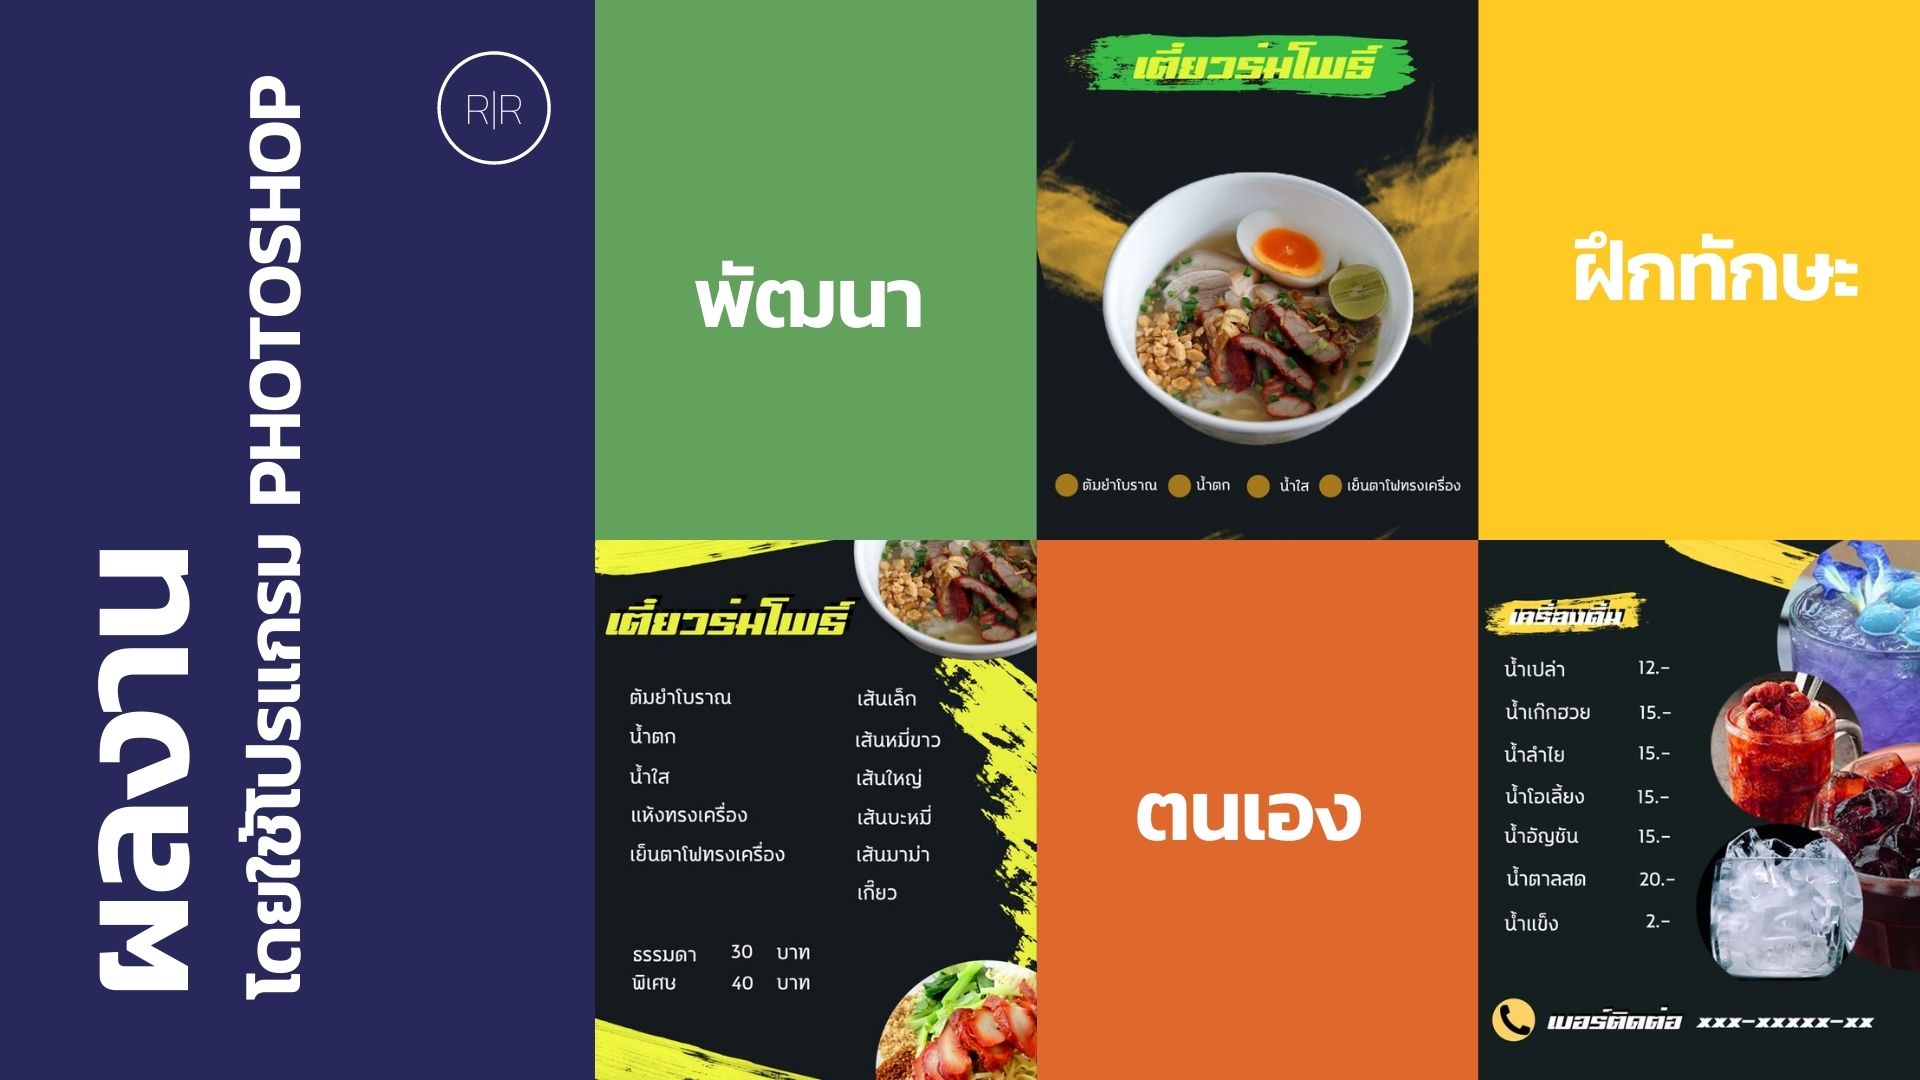 ผลงาน
โดยใช้โปรแกรม PHOTOSHOP
R|R
พัฒนา
เตี๋ยวร่มโพธิ์
ต้มยำโบราณ น้ำตก น้ำใส เย็นตาโฟทรงเครื่อง
ฝึกทักษะ
เตี๋ยวร่มโพธิ์
ต้มยำโบราณ เส้นเล็ก
น้ำตก เส้นหมี่ขาว
น้ำใส เส้นใหญ่
แห้งทรงเครื่อง เส้นบะหมี่
เย็นตาโฟทรงเครื่อง เส้นมาม่า
เกี๊ยว
ธรรมดา 30 บาท
พิเศษ 40 บาท
ตนเอง
เครื่องดื่ม
น้ำเปล่า 12.-
น้ำเก๊กฮวย 15.-
น้ำลำไย 15.-
น้ำโอเลี้ยง 15.-
น้ำอัญชัน 15.-
น้ำตาลสด 20.-
น้ำแข็ง 2.-
เบอร์ติดต่อ xxx-xxxxx-xx